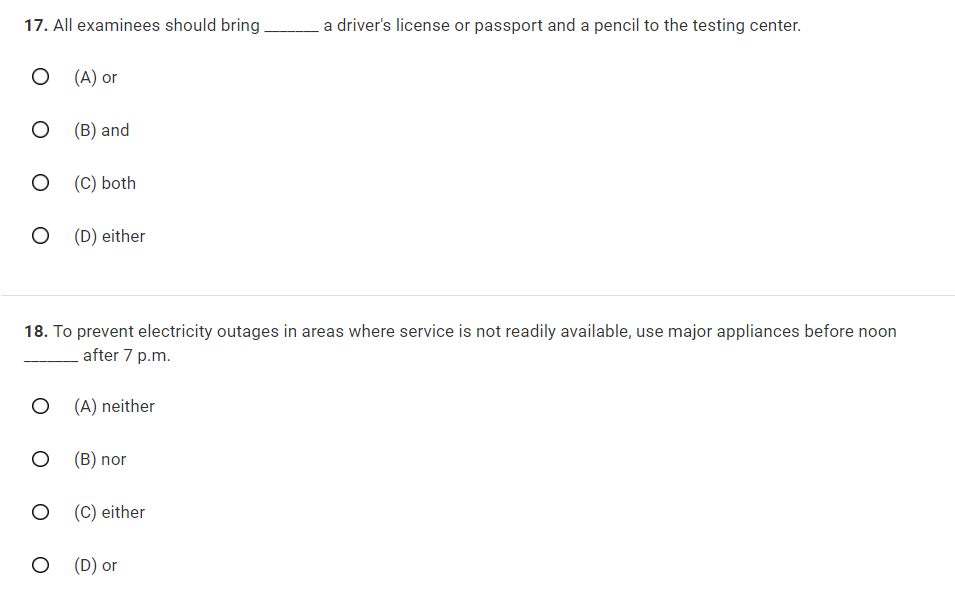 17. All examinees should bring _______ a driver's license or passport and a pencil to the testing center.
(A) or
(B) and
(C) both
(D) either
18. To prevent electricity outages in areas where service is not readily available, use major appliances before noon
_______ after 7 p.m.
(A) neither
(B) nor
(C) either
(D) or